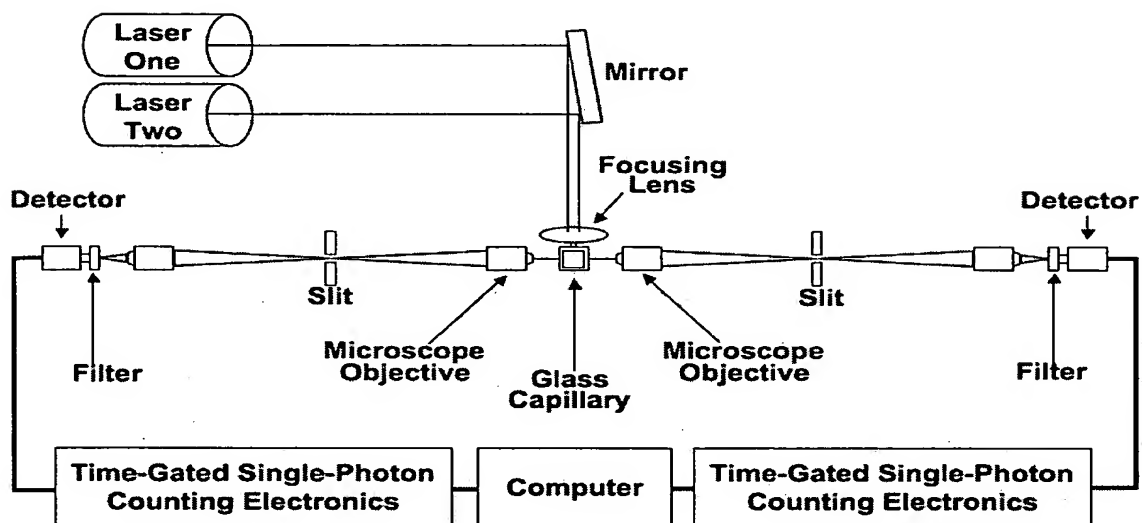 Laser
One
Mirror
Laser
Two
Focusing
Lens
Detector
Detector
Slit
Slit
Microscope
Objective
Microscope
Objective
Filter
Glass
Capillary
Filter
Time-Gated Single-Photon
Counting Electronics
Computer
Time-Gated Single-Photon
Counting Electronics